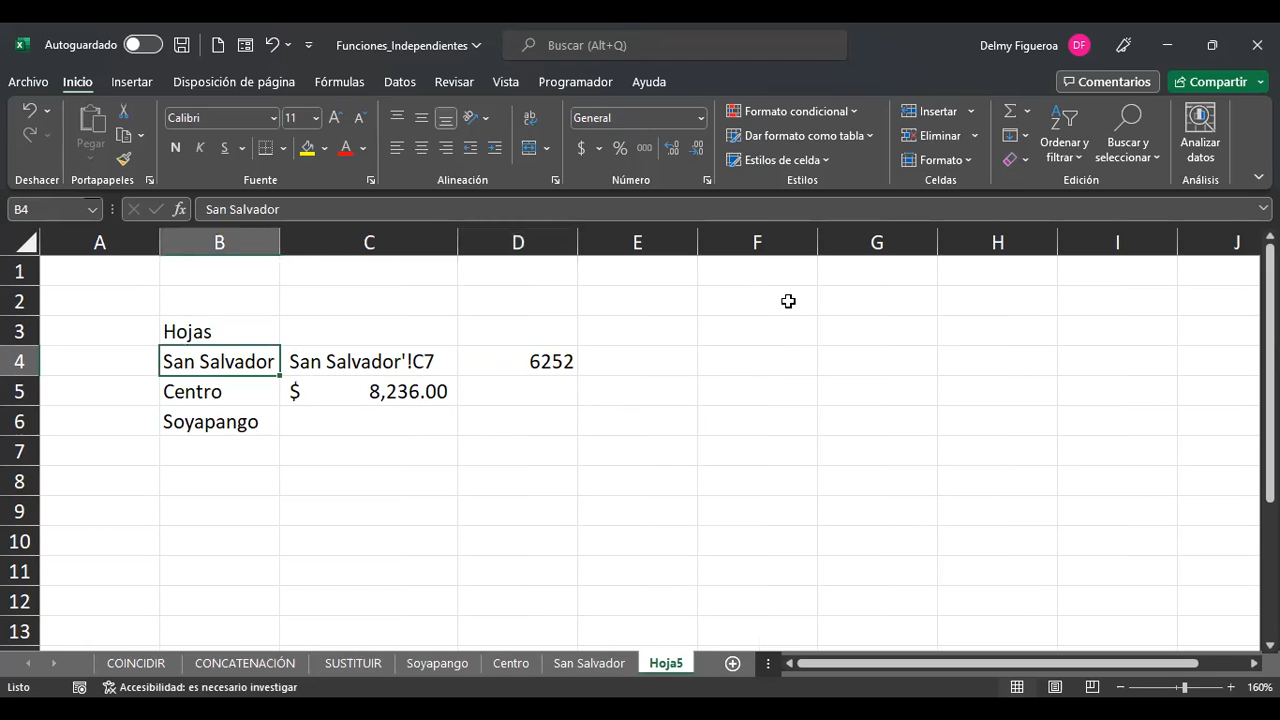 Autoguardado
Funciones_Independientes
Buscar (Alt+Q)
Delmy Figueroa
DF
Archivo
Inicio
Insertar
Disposición de página
Fórmulas
Datos
Revisar
Vista
Programador
Ayuda
Comentarios
Compartir
Pegar
Calibri
11
A^
A˅
N
K
S
A
ab
General
$
%
000
Formato condicional
Dar formato como tabla
Estilos de celda
Insertar
Eliminar
Formato
Σ
Ordenar y
filtrar
Buscar y
seleccionar
Analizar
datos
Deshacer
Portapapeles
Fuente
Alineación
Número
Estilos
Celdas
Edición
Análisis
B4
fx
San Salvador
A B C D E F G H I J
1
2
3 Hojas
4 San Salvador San Salvador'!C7 6252
5 Centro $ 8,236.00
6 Soyapango
7
8
9
10
11
12
13
COINCIDIR
CONCATENACIÓN
SUSTITUIR
Soyapango
Centro
San Salvador
Hoja5
Listo
Accesibilidad: es necesario investigar
160%